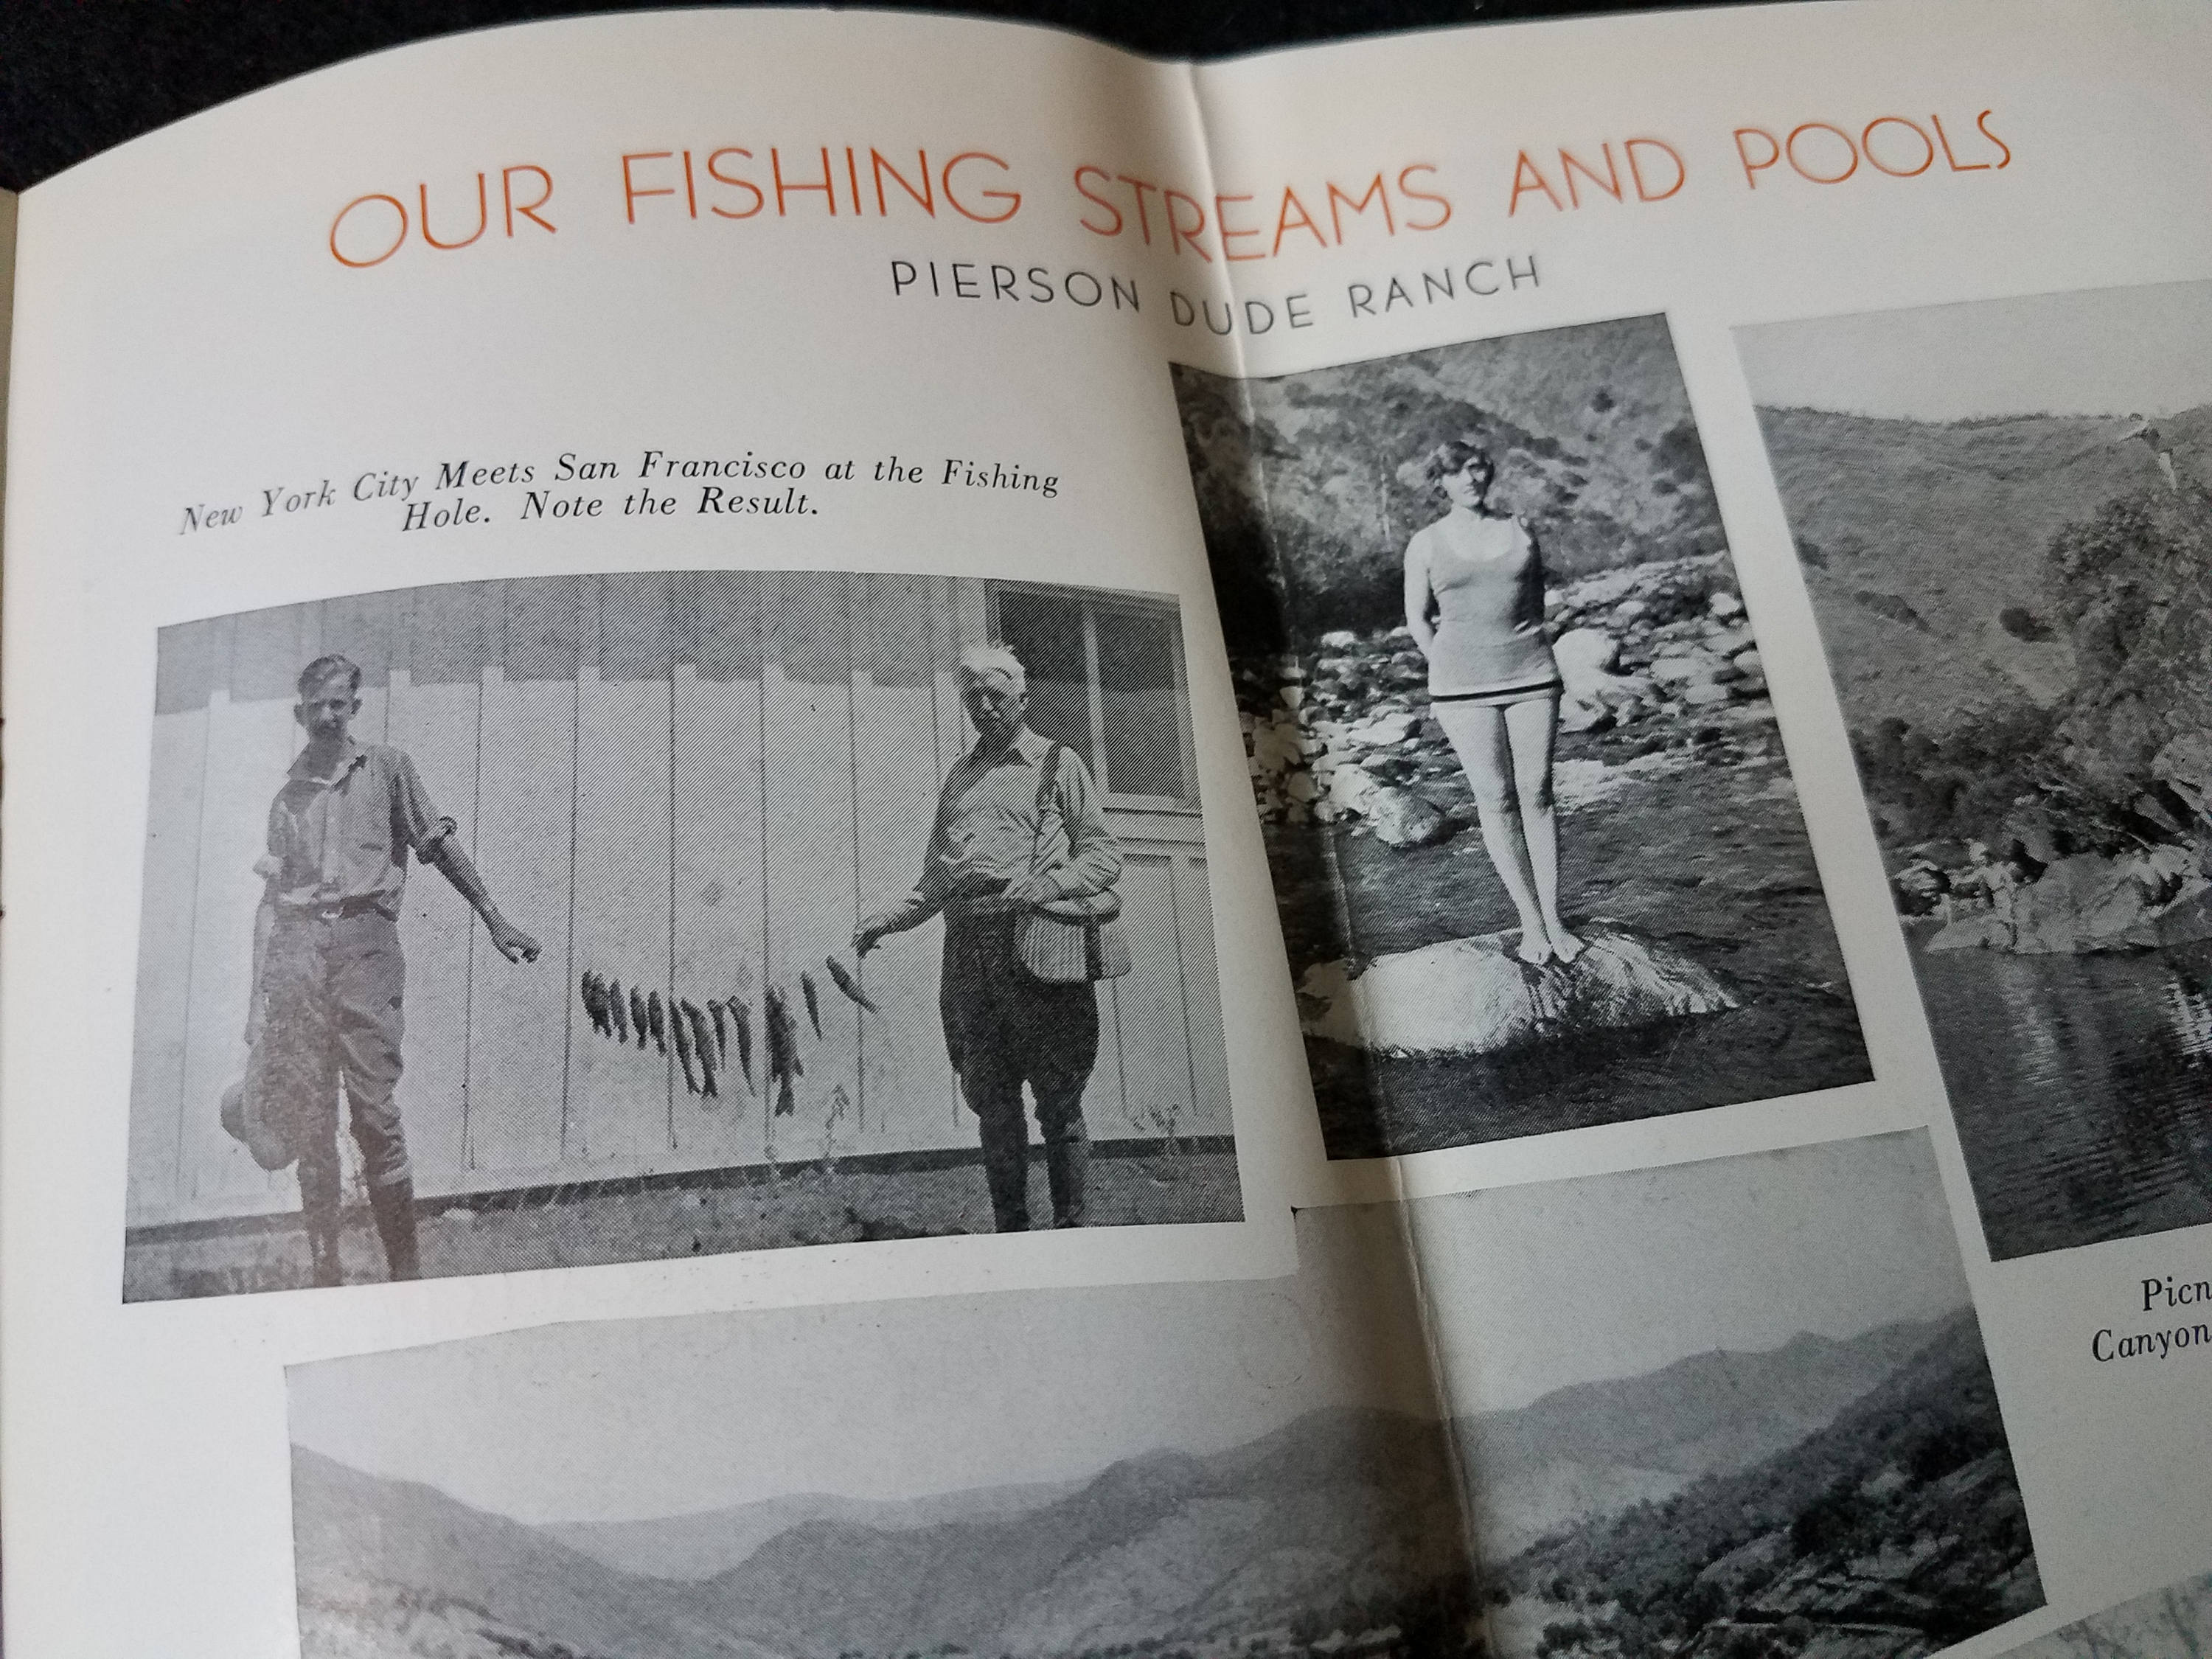 OUR FISHING STREAMS AND POOLS
PIERSON DUDE RANCH
New York City Meets San Francisco at the Fishing
Hole. Note the Result.
Picn
Canyon